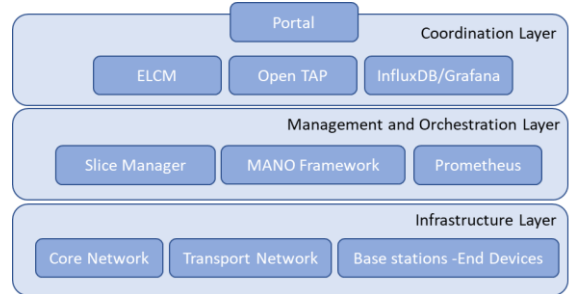 Portal
Coordination Layer
ELCM
Open TAP
InfluxDB/Grafana
Management and Orchestration Layer
Slice Manager
MANO Framework
Prometheus
Infrastructure Layer
Core Network
Transport Network
Base stations -End Devices